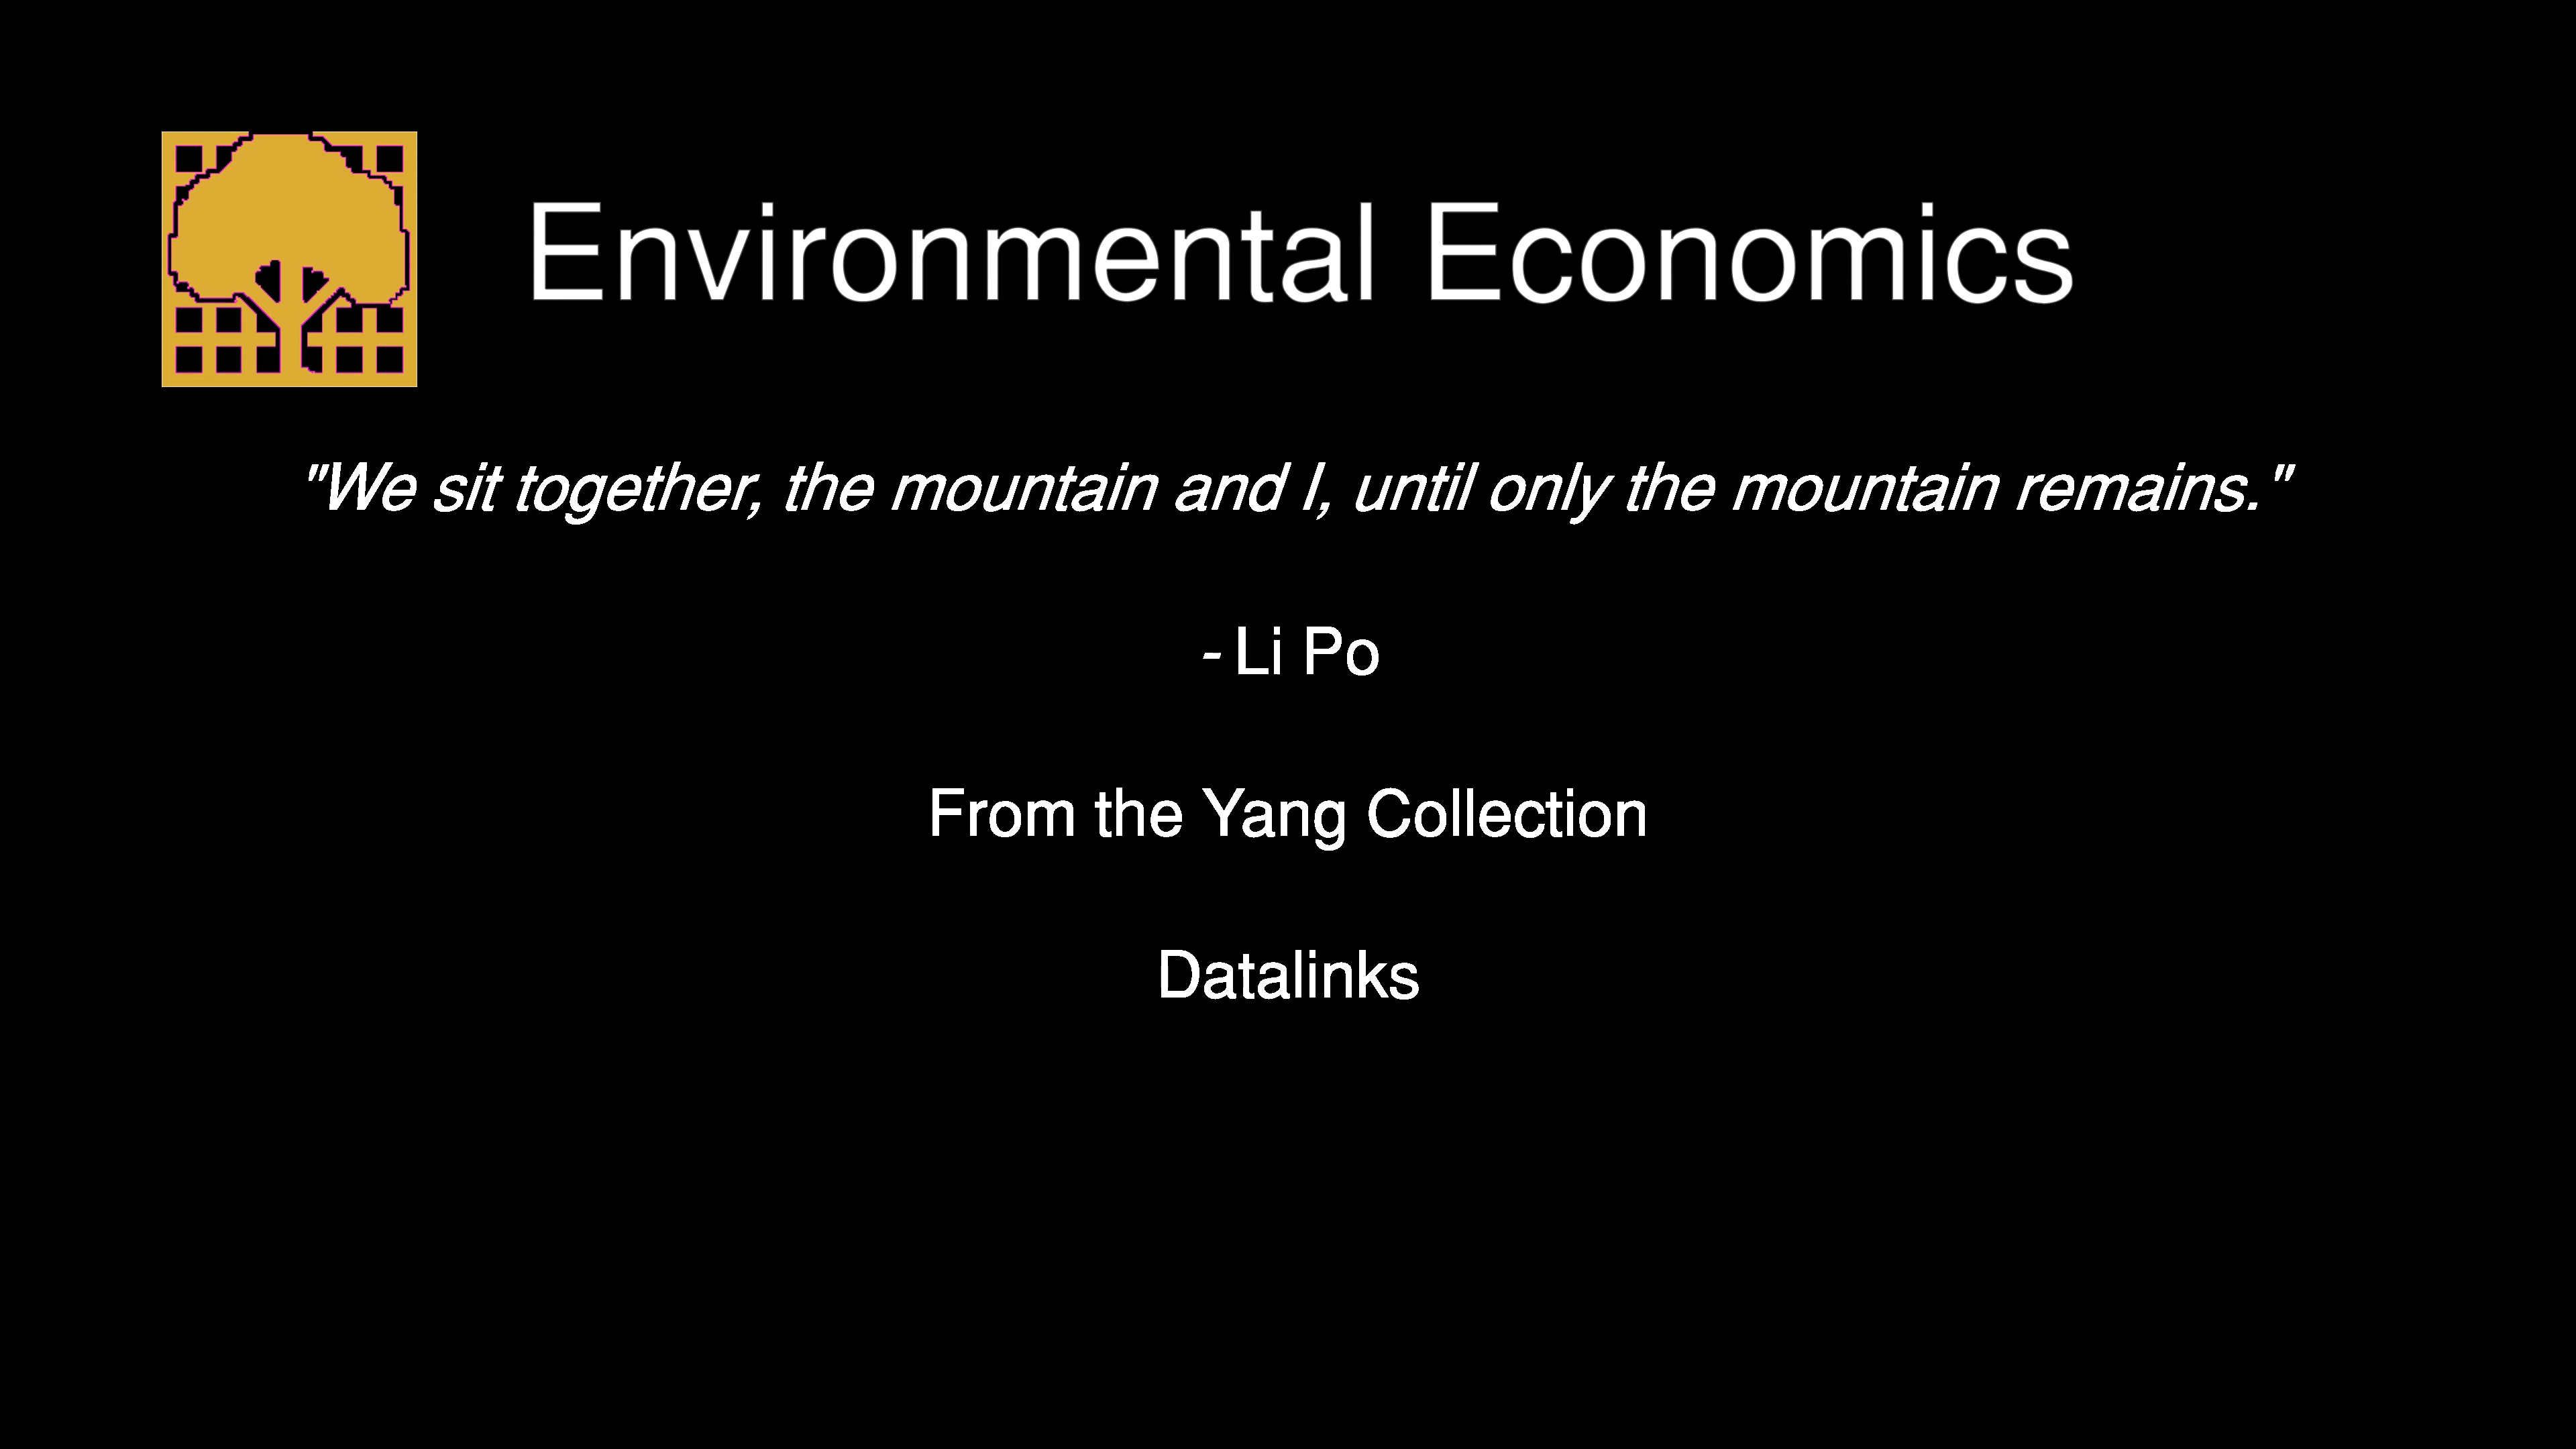 Environmental Economics
"We sit together, the mountain and I, until only the mountain remains."
- Li Po
From the Yang Collection
Datalinks